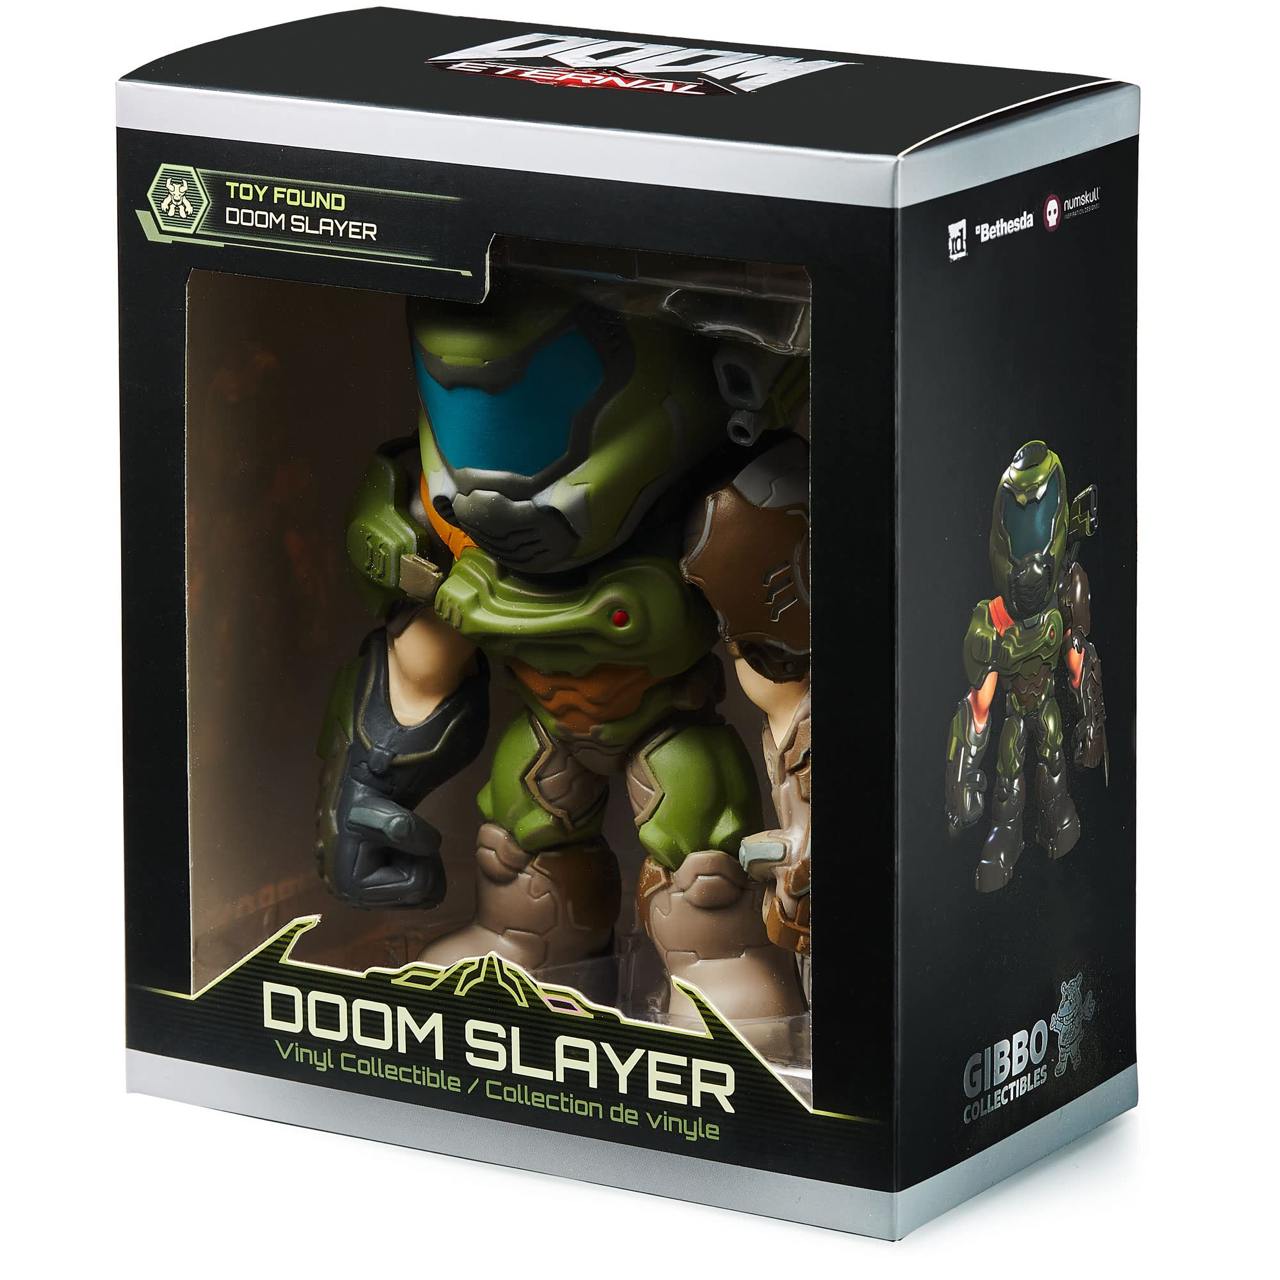 DOOM
ETERNAL
TOY FOUND
DOOM SLAYER
id
Bethesda
numskull
DOOM SLAYER
Vinyl Collectible / Collection de vinyle
GIBBO
COLLECTIBLES